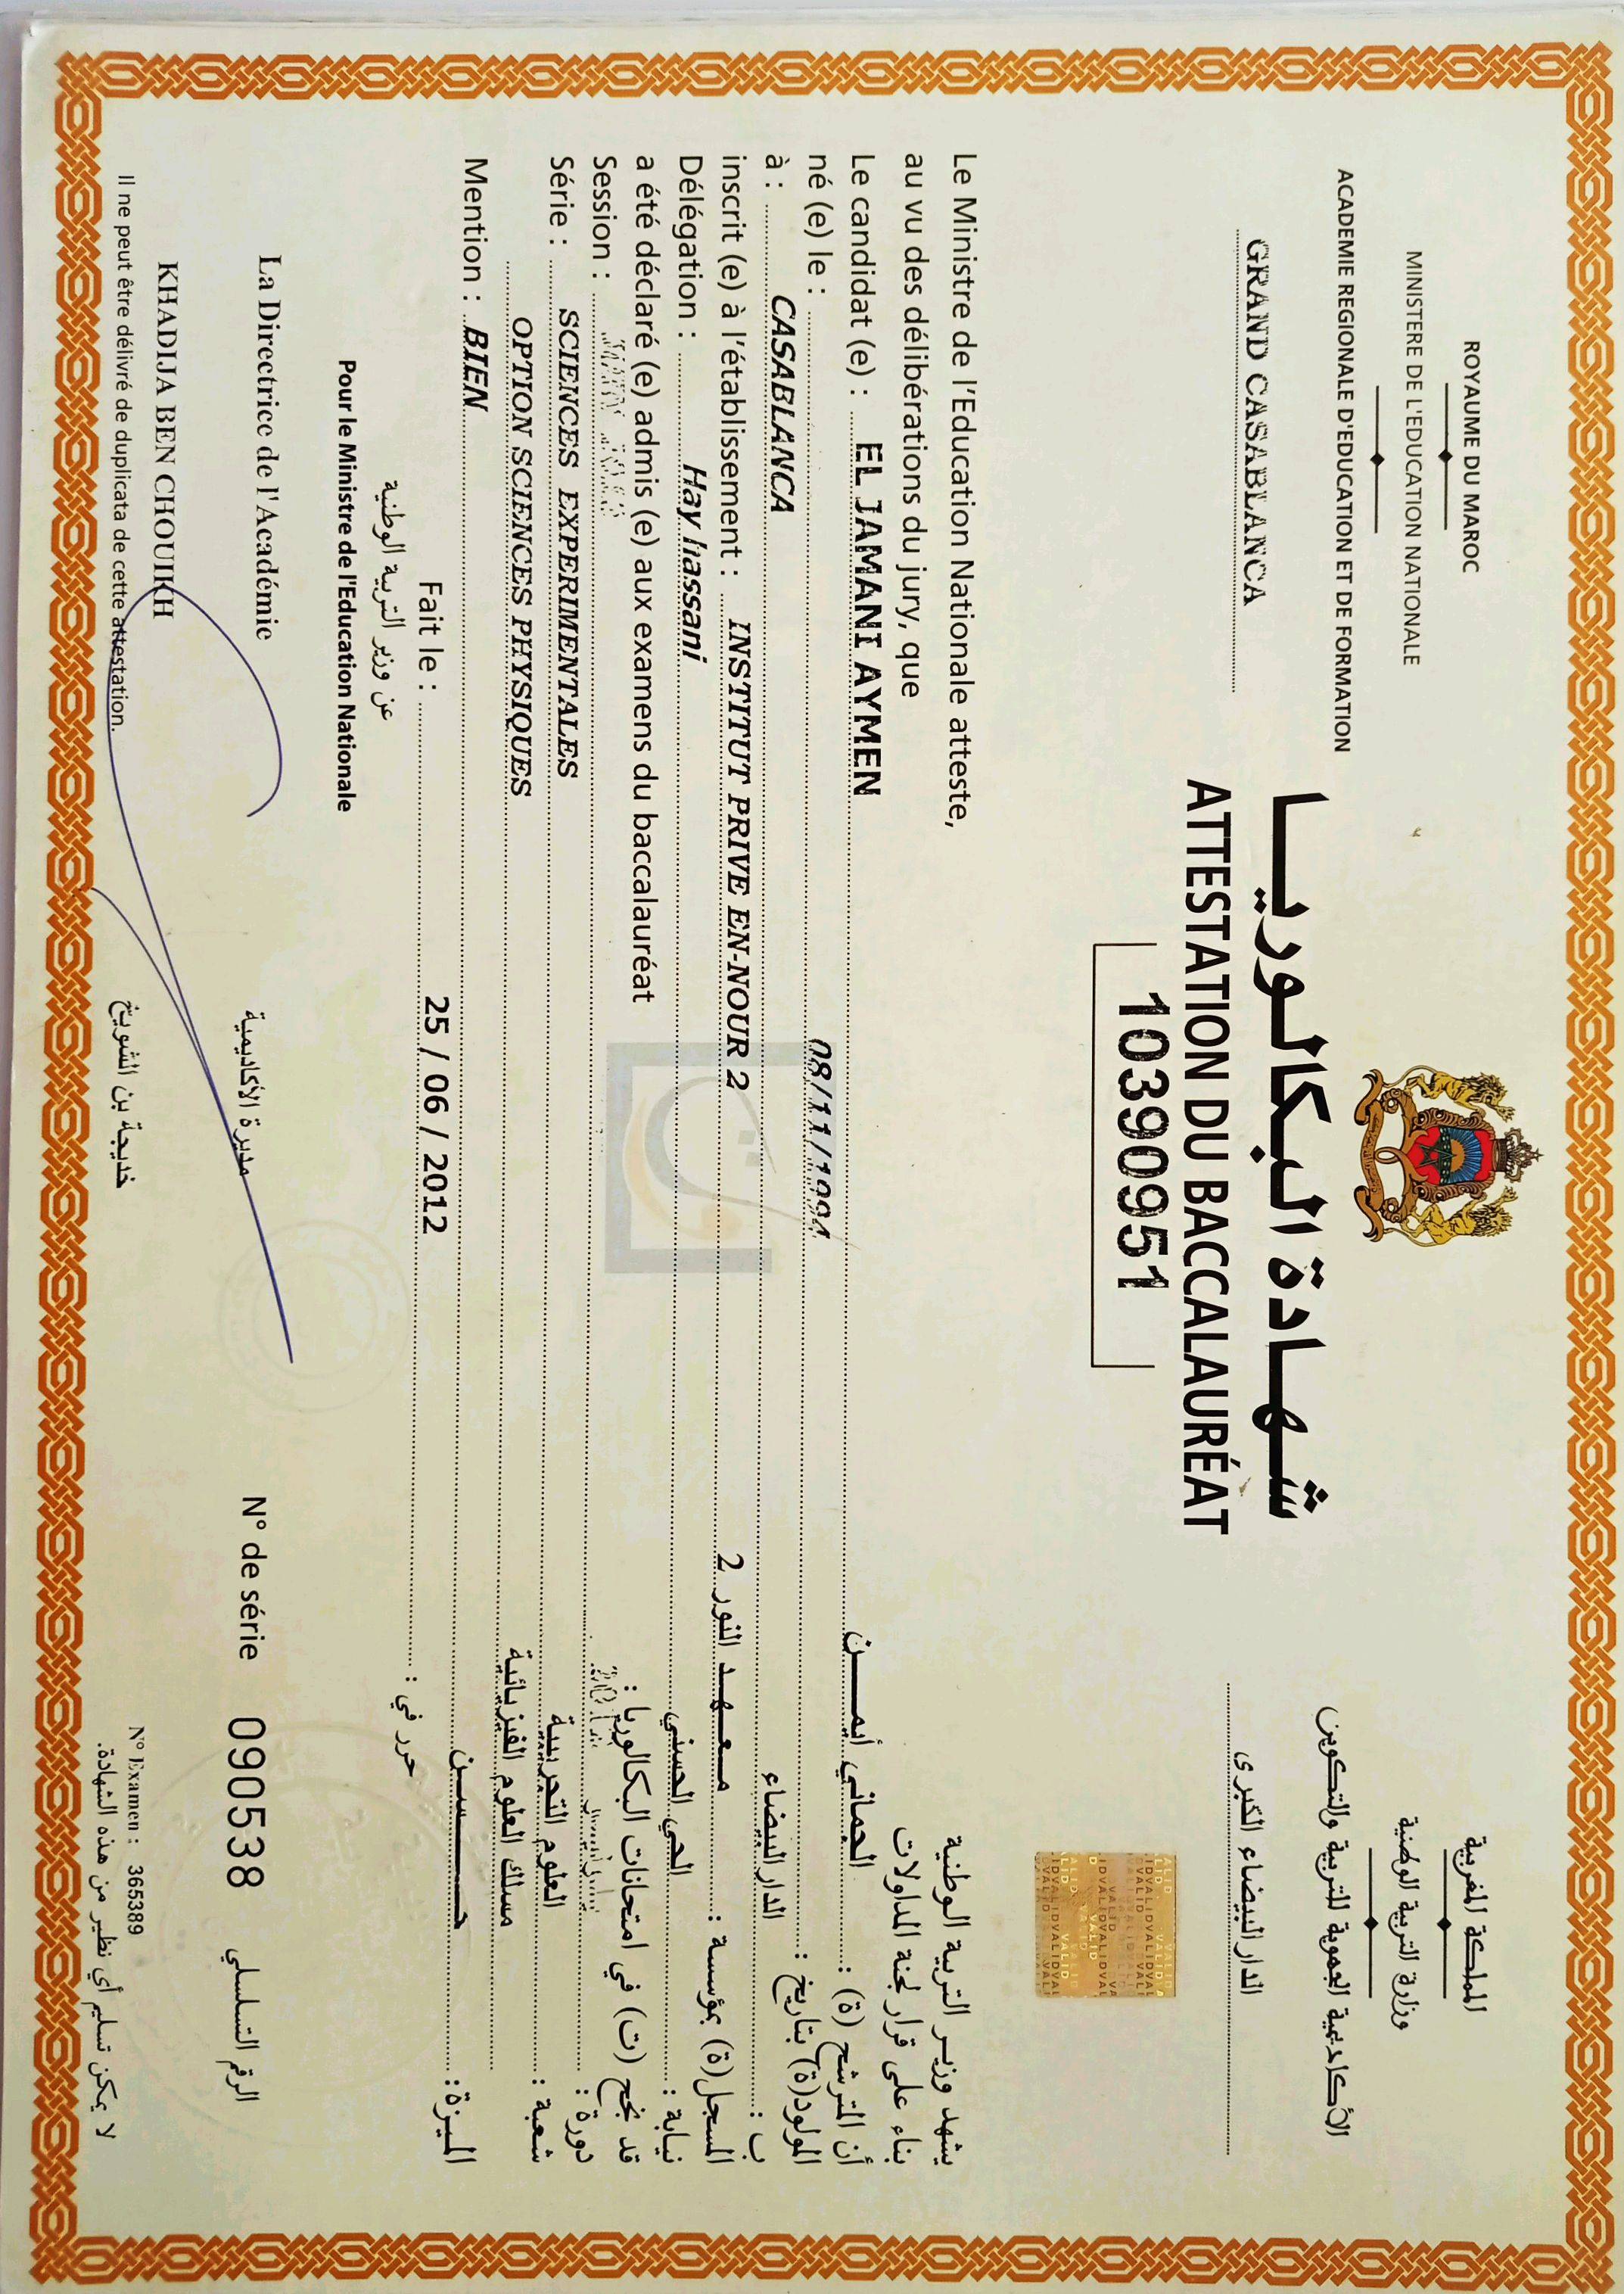 ROYAUME DU MAROC
MINISTERE DE L'EDUCATION NATIONALE
ACADEMIE REGIONALE D'EDUCATION ET DE FORMATION
GRAND CASABLANCA
المملكة المغربية
وزارة التربية الوطنية
الأكاديمية الجهوية للتربية والتكوين
الدار البيضاء الكبرى
شهادة البكالوريا
ATTESTATION DU BACCALAURÉAT
10390951
VALID
Le Ministre de l'Education Nationale atteste,
يشهد وزير التربية الوطنية
au vu des délibérations du jury, que
بناء على قرار لجنة المداولات
Le candidat (e) : EL JAMANI AYMEN
أن المترشح (ة) : الجماني أيمن
né (e) le : 08/11/1994
المولود(ة) بتاريخ :
à : CASABLANCA
ب : الدار البيضاء
inscrit (e) à l'établissement : INSTITUT PRIVE EN-NOUR 2
المسجل(ة) بمؤسسة : معهد النور 2
Délégation : Hay hassani
نيابة : الحي الحسني
a été déclaré (e) admis (e) aux examens du baccalauréat
قد نجح (ت) في امتحانات البكالوريا :
Session :
دورة :
Série : SCIENCES EXPERIMENTALES
شعبة : العلوم التجريبية
OPTION SCIENCES PHYSIQUES
مسلك العلوم الفيزيائية
Mention : BIEN
الميزة : حسن
Fait le : 25 / 06 / 2012
حرر في :
عن وزير التربية الوطنية
Pour le Ministre de l'Education Nationale
La Directrice de l'Académie
مديرة الأكاديمية
N° de série 090538 الرقم التسلسلي
KHADIJA BEN CHOUIKH
خديجة بن الشويخ
N° Examen : 365389
Il ne peut être délivré de duplicata de cette attestation.
لا يمكن تسليم أي نظير من هذه الشهادة.